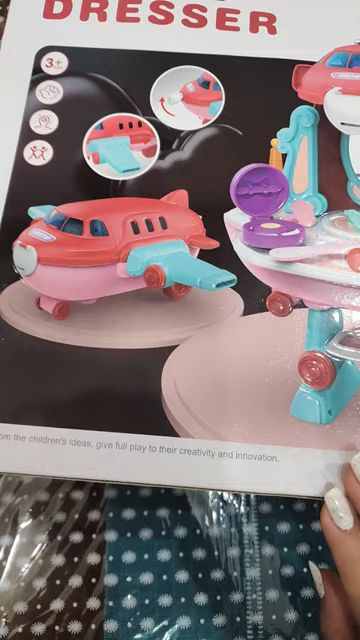 DRESSER
3+
om the children's ideas, give full play to their creativity and innovation.